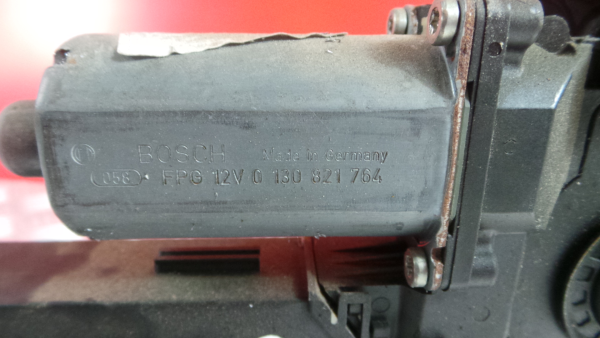 BOSCH Made in Germany
FPG 12V 0 130 821 764